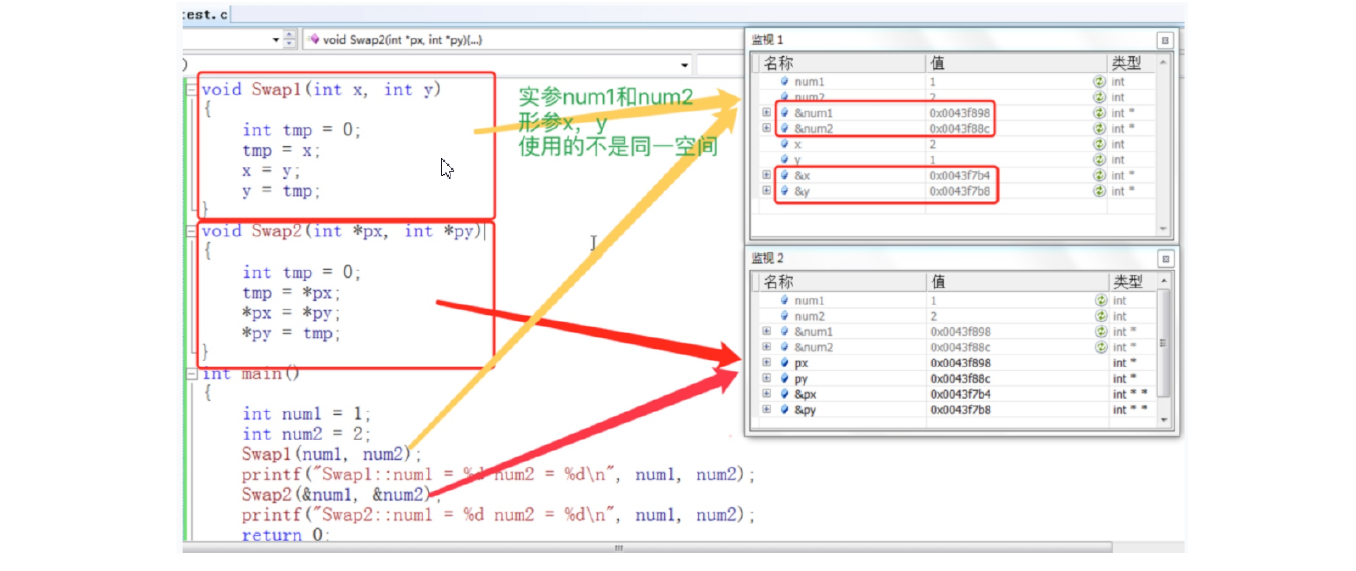 test.c
void Swap2(int *px, int *py){...}
)
void Swap1(int x, int y)
{
int tmp = 0;
tmp = x;
x = y;
y = tmp;
}
void Swap2(int *px, int *py)
{
int tmp = 0;
tmp = *px;
*px = *py;
*py = tmp;
}
int main()
{
int num1 = 1;
int num2 = 2;
Swap1(num1, num2);
printf("Swap1::num1 = %d num2 = %d\n", num1, num2);
Swap2(&num1, &num2);
printf("Swap2::num1 = %d num2 = %d\n", num1, num2);
return 0;
实参num1和num2
形参x，y
使用的不是同一空间
监视 1
名称 值 类型
num1 1 int
num2 2 int
&num1 0x0043f898 int *
&num2 0x0043f88c int *
x 2 int
y 1 int
&x 0x0043f7b4 int *
&y 0x0043f7b8 int *
监视 2
名称 值 类型
num1 1 int
num2 2 int
&num1 0x0043f898 int *
&num2 0x0043f88c int *
px 0x0043f898 int *
py 0x0043f88c int *
&px 0x0043f7b4 int * *
&py 0x0043f7b8 int * *